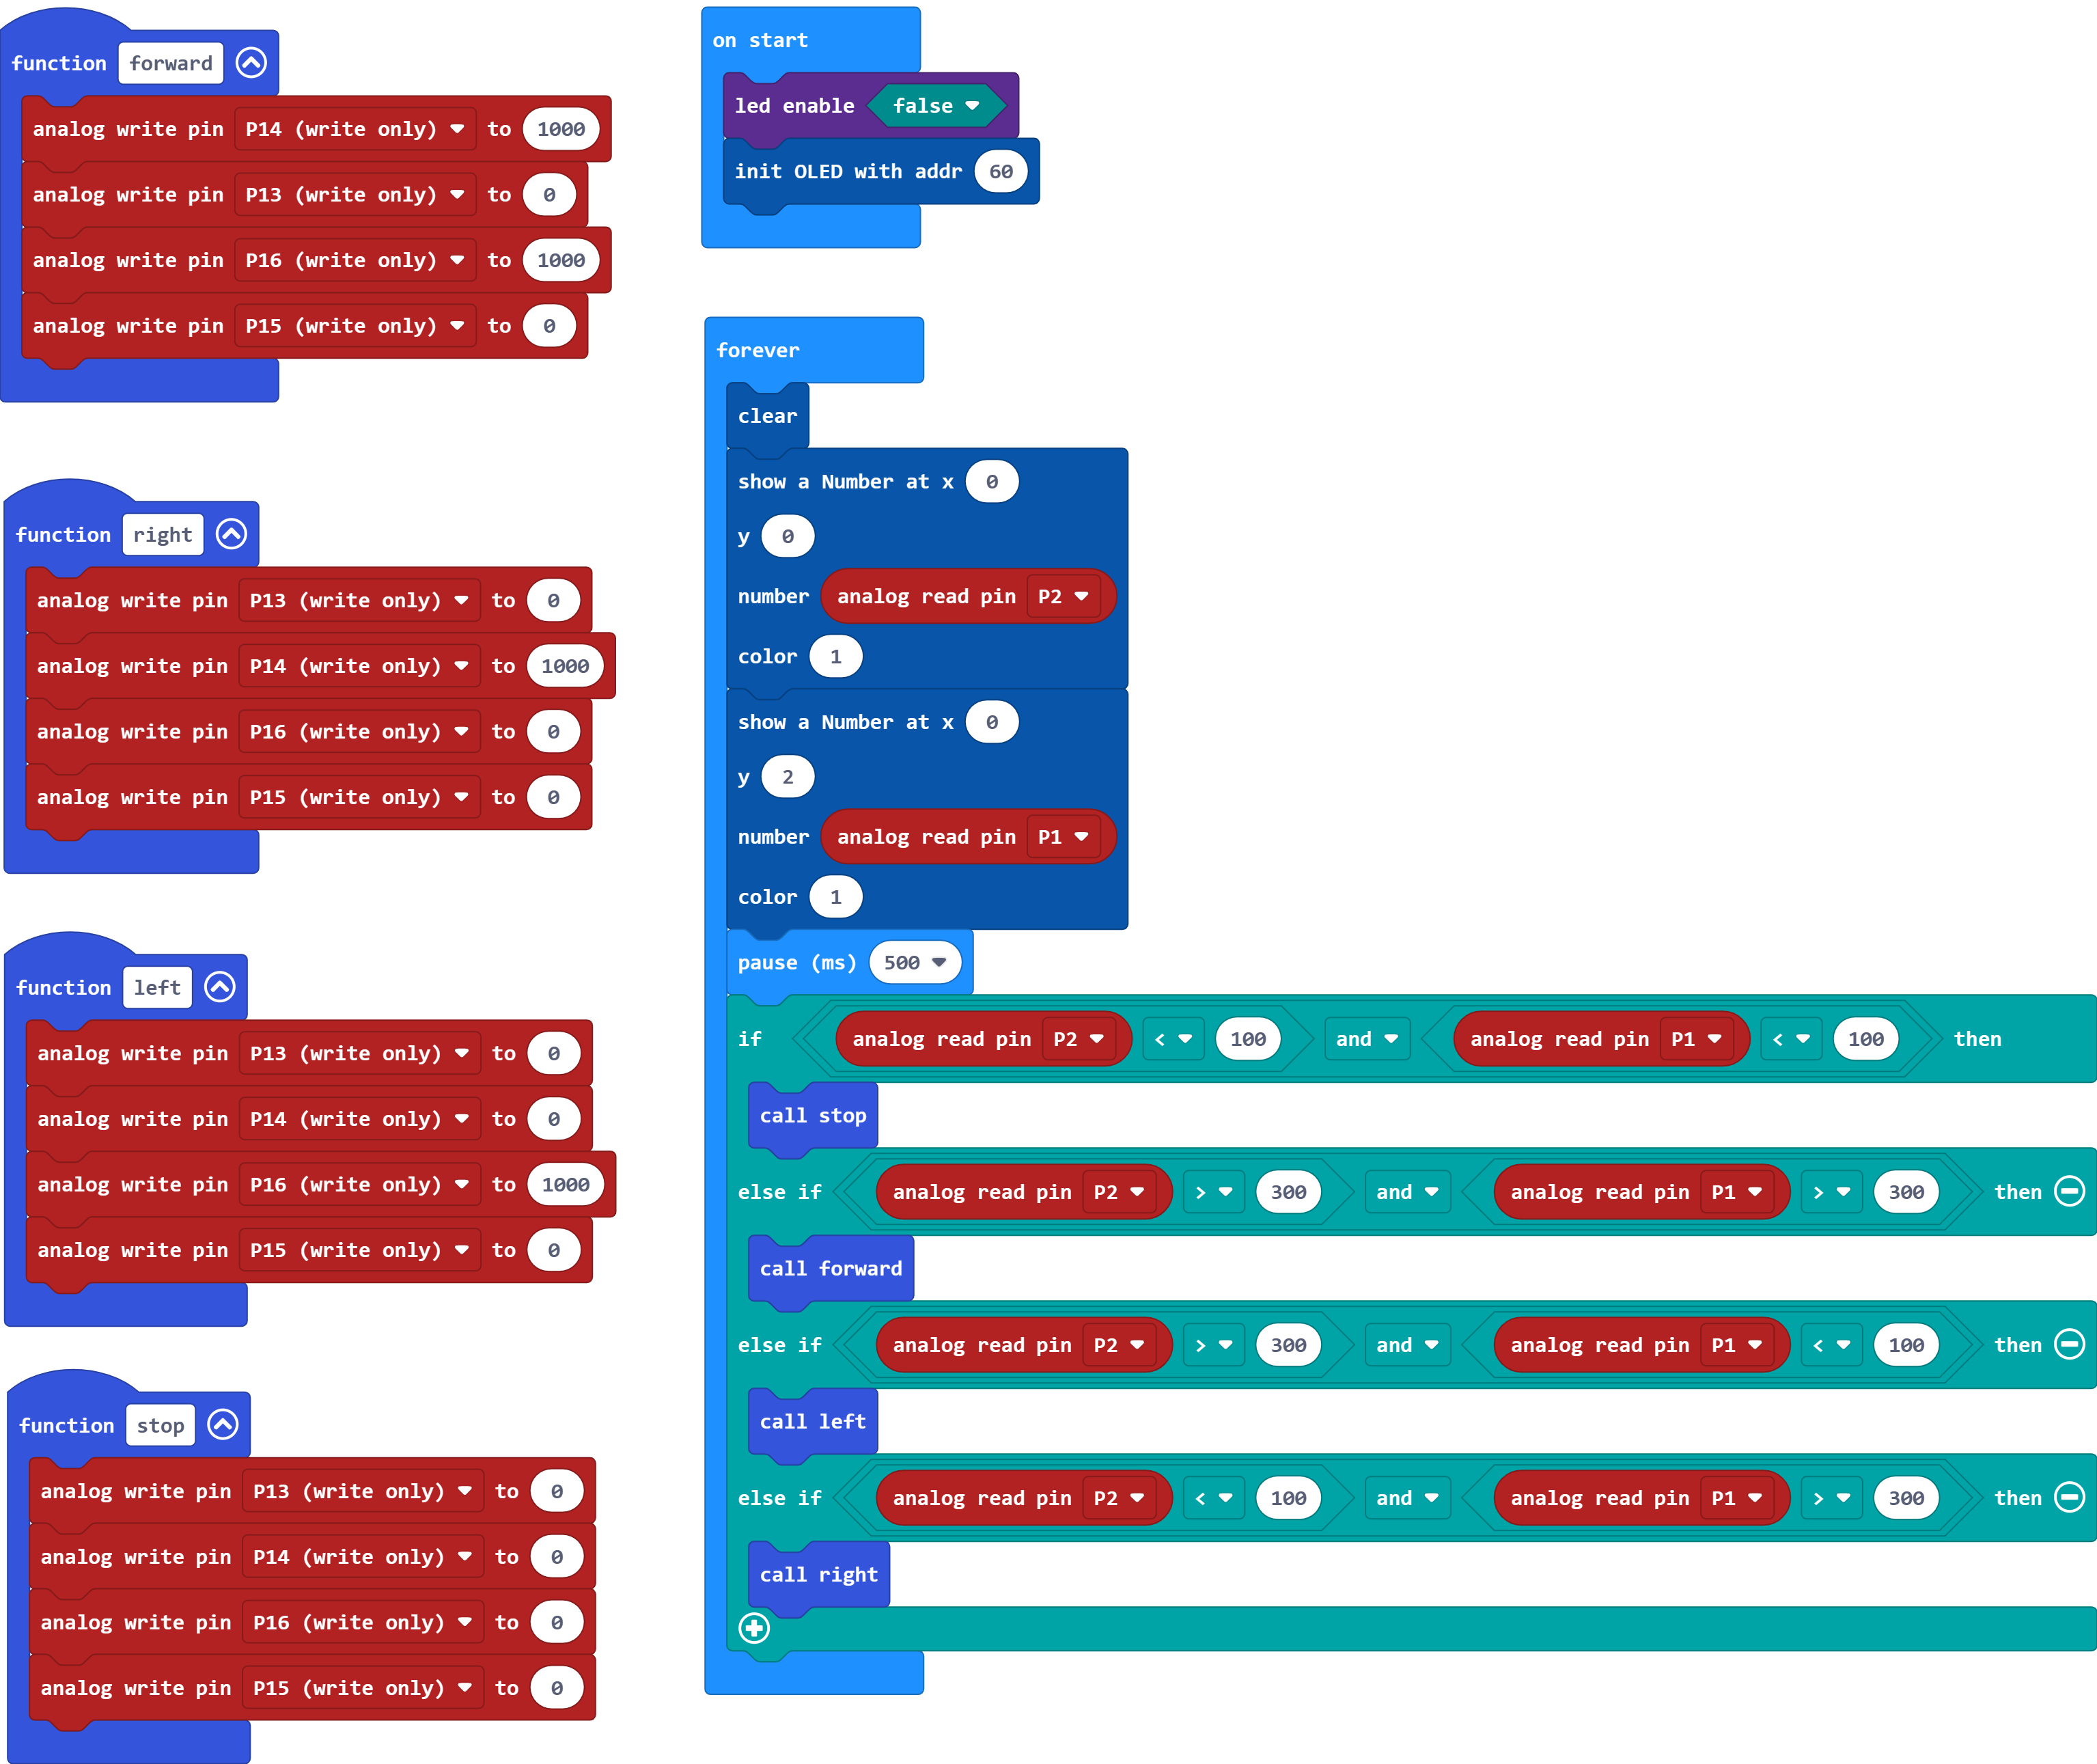 function forward
analog write pin P14 (write only) to 1000
analog write pin P13 (write only) to 0
analog write pin P16 (write only) to 1000
analog write pin P15 (write only) to 0
function right
analog write pin P13 (write only) to 0
analog write pin P14 (write only) to 1000
analog write pin P16 (write only) to 0
analog write pin P15 (write only) to 0
function left
analog write pin P13 (write only) to 0
analog write pin P14 (write only) to 0
analog write pin P16 (write only) to 1000
analog write pin P15 (write only) to 0
function stop
analog write pin P13 (write only) to 0
analog write pin P14 (write only) to 0
analog write pin P16 (write only) to 0
analog write pin P15 (write only) to 0
on start
led enable false
init OLED with addr 60
forever
clear
show a Number at x 0
y 0
number analog read pin P2
color 1
show a Number at x 0
y 2
number analog read pin P1
color 1
pause (ms) 500
if analog read pin P2 < 100 and analog read pin P1 < 100 then
call stop
else if analog read pin P2 > 300 and analog read pin P1 > 300 then
call forward
else if analog read pin P2 > 300 and analog read pin P1 < 100 then
call left
else if analog read pin P2 < 100 and analog read pin P1 > 300 then
call right